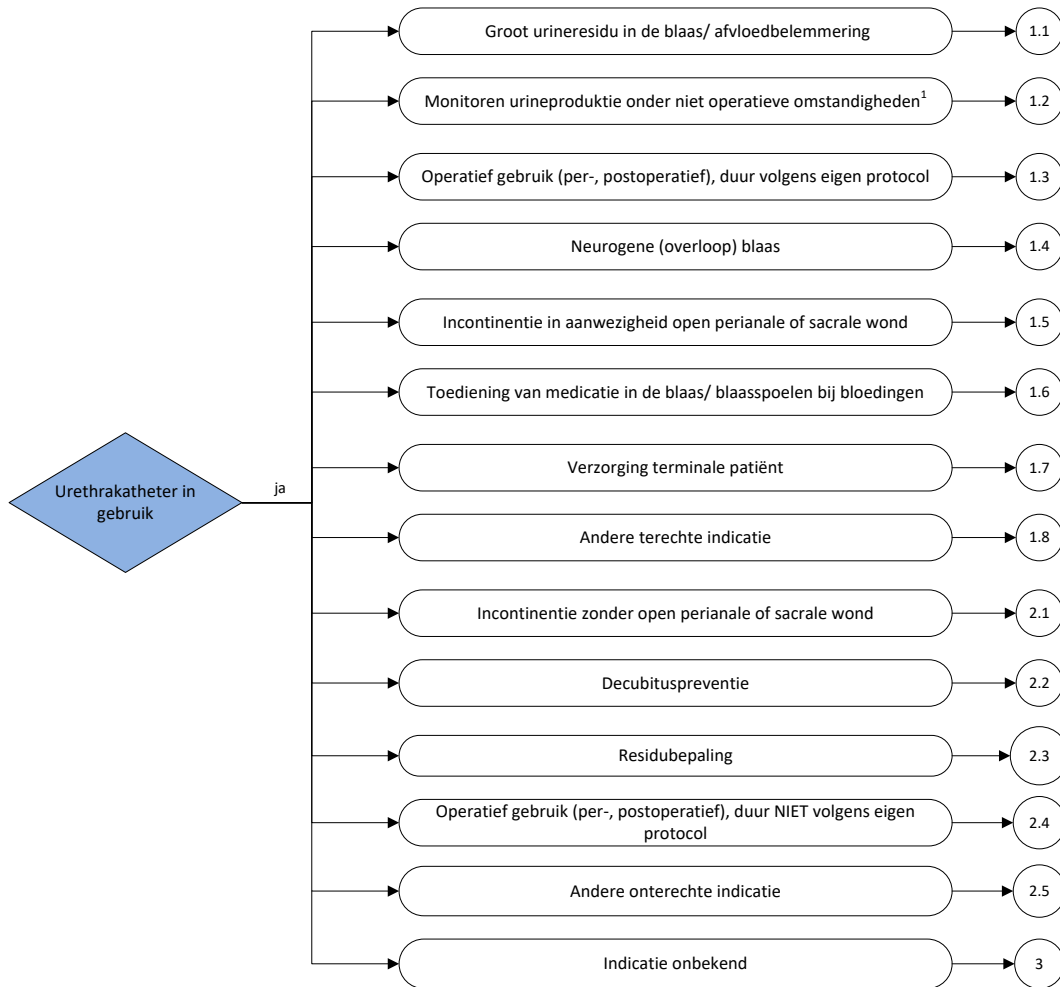 Groot urineresidu in de blaas/ afvloedbelemmering
1.1
Monitoren urineproduktie onder niet operatieve omstandigheden¹
1.2
Operatief gebruik (per-, postoperatief), duur volgens eigen protocol
1.3
Neurogene (overloop) blaas
1.4
Incontinentie in aanwezigheid open perianale of sacrale wond
1.5
Toediening van medicatie in de blaas/ blaasspoelen bij bloedingen
1.6
Verzorging terminale patiënt
1.7
Urethrakatheter in
gebruik
ja
Andere terechte indicatie
1.8
Incontinentie zonder open perianale of sacrale wond
2.1
Decubituspreventie
2.2
Residubepaling
2.3
Operatief gebruik (per-, postoperatief), duur NIET volgens eigen
protocol
2.4
Andere onterechte indicatie
2.5
Indicatie onbekend
3